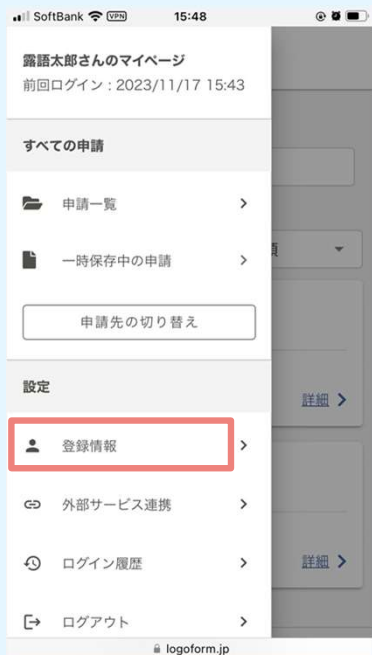 SoftBank VPN 15:48
露語太郎さんのマイページ
前回ログイン : 2023/11/17 15:43
すべての申請
申請一覧
一時保存中の申請
申請先の切り替え
設定
詳細
登録情報
外部サービス連携
ログイン履歴
詳細
ログアウト
logoform.jp